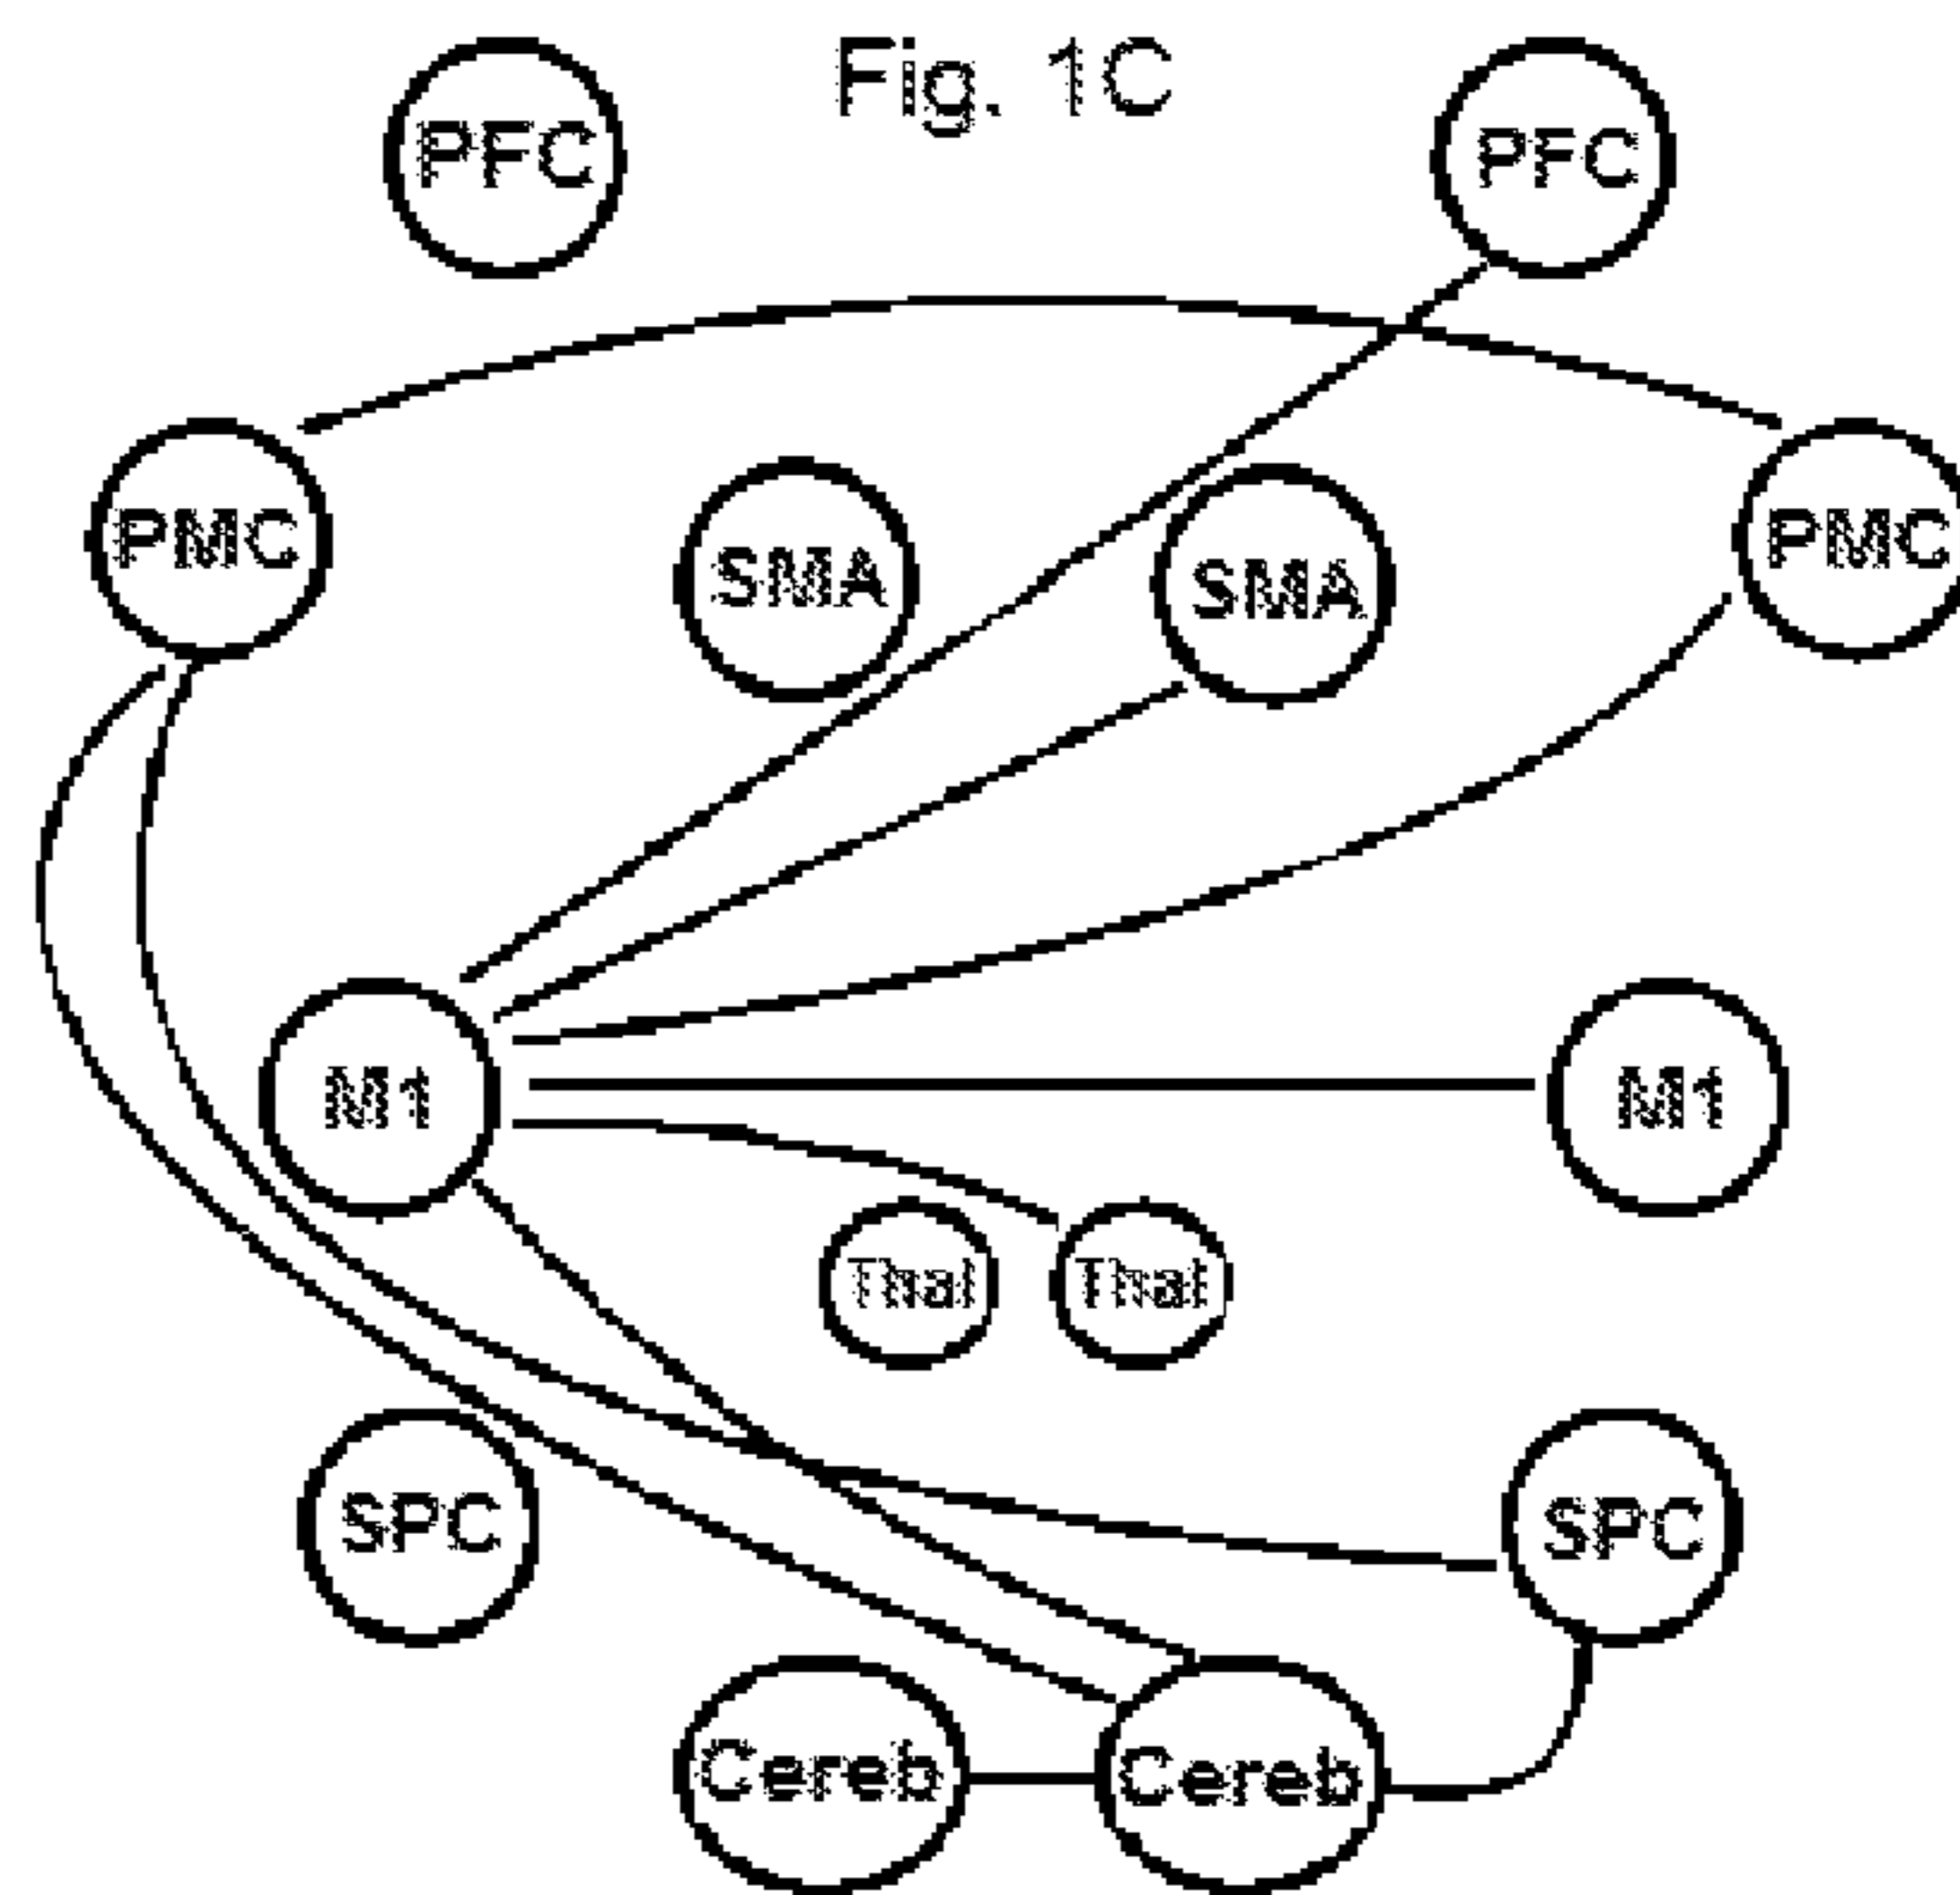 Fig. 1C
PFC PFC
PMC SMA SMA PMC
M1 M1
Thal Thal
SPC SPC
Cereb Cereb